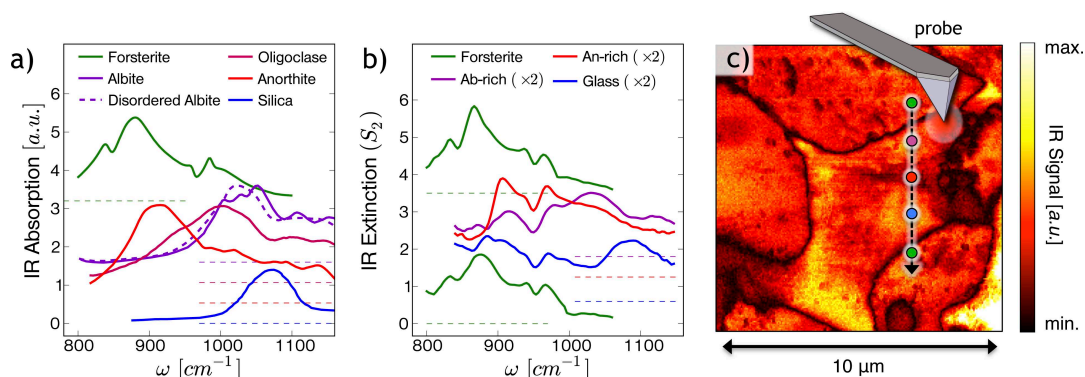 a)
Forsterite
Albite
Disordered Albite
Oligoclase
Anorthite
Silica
IR Absorption [a.u.]
6
5
4
3
2
1
0
800 900 1000 1100
ω [cm⁻¹]
b)
Forsterite
Ab-rich (×2)
An-rich (×2)
Glass (×2)
IR Extinction (S₂)
6
5
4
3
2
1
0
800 900 1000 1100
ω [cm⁻¹]
c)
probe
10 µm
max.
IR Signal [a.u.]
min.